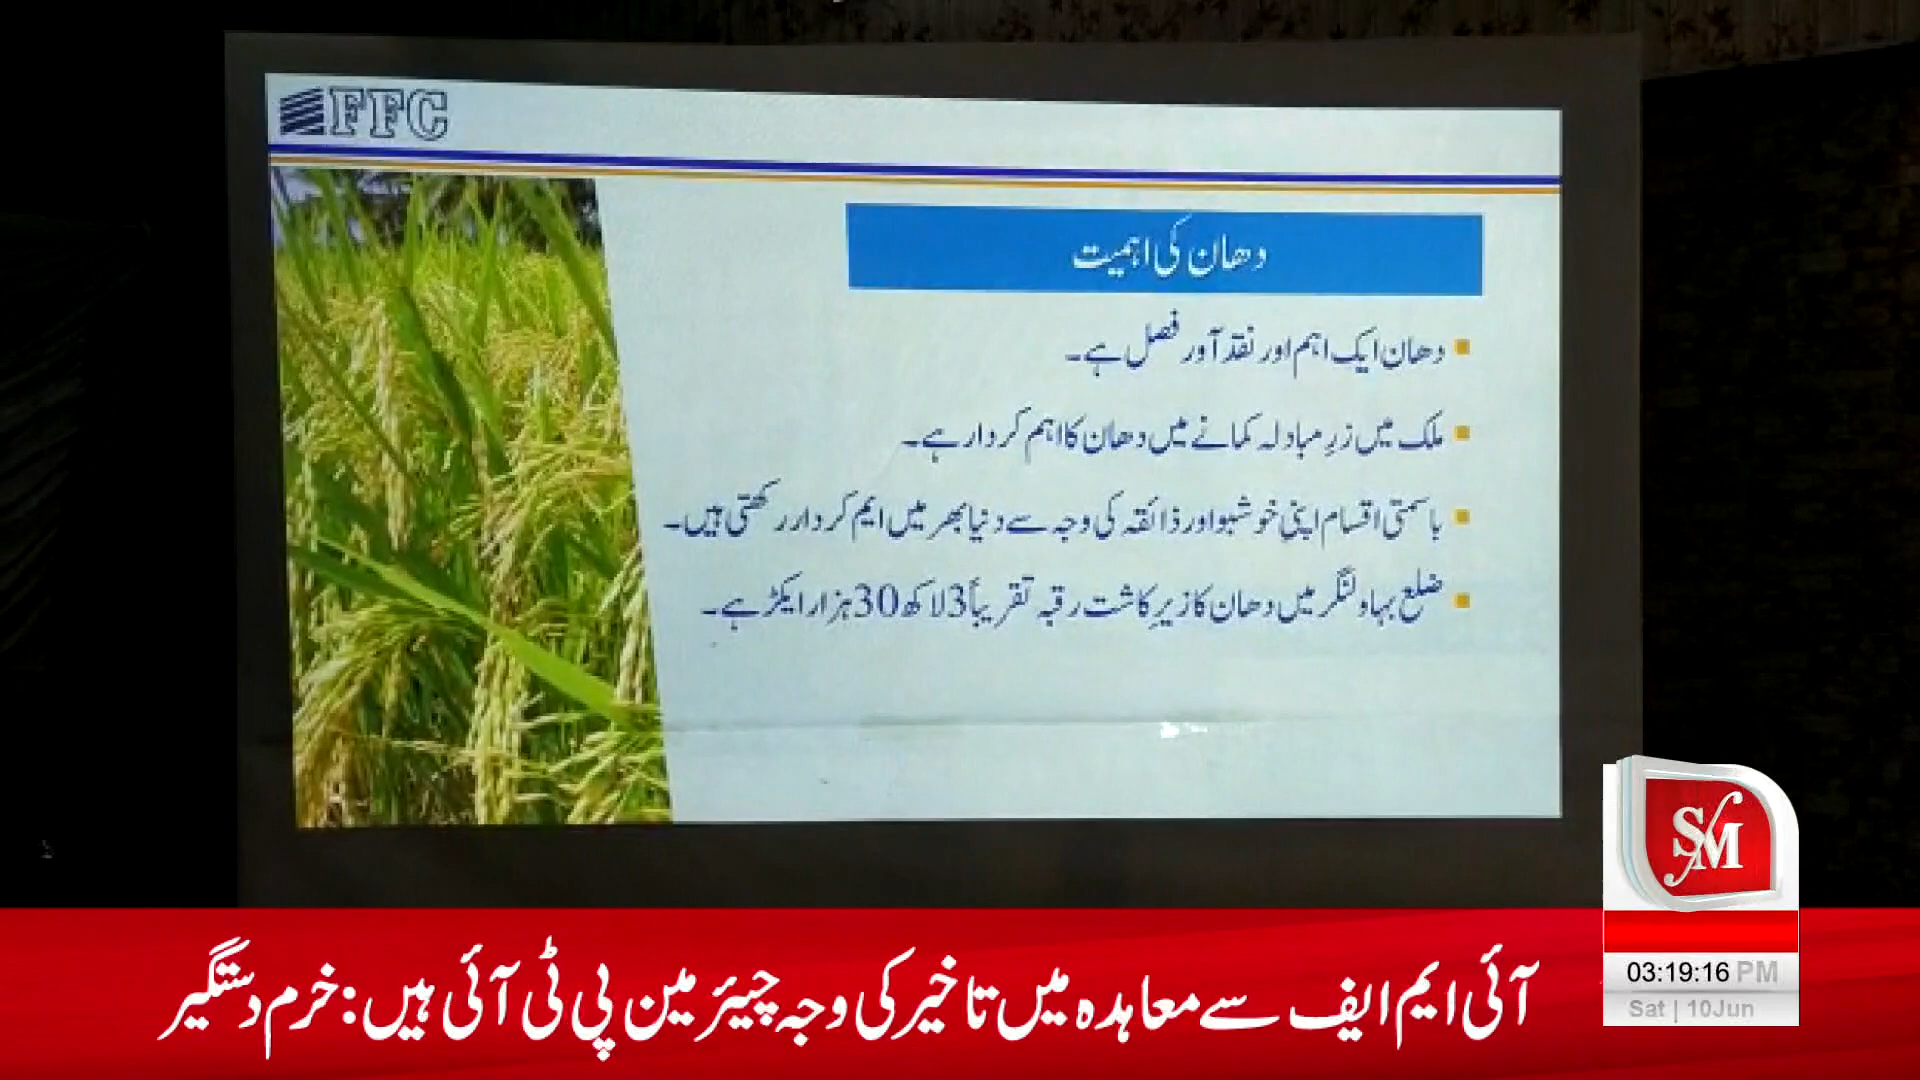 FFC
دھان کی اہمیت
دھان ایک اہم اور نقد آور فصل ہے۔
ملک میں زرِ مبادلہ کمانے میں دھان کا اہم کردار ہے۔
باسمتی اقسام اپنی خوشبو اور ذائقہ کی وجہ سے دنیا بھر میں اہم کردار رکھتی ہیں۔
ضلع بہاولنگر میں دھان کا زیرِ کاشت رقبہ تقریباً 3 لاکھ 30 ہزار ایکڑ ہے۔
SM
03:19:16 PM
Sat | 10Jun
آئی ایم ایف سے معاہدہ میں تاخیر کی وجہ چیئرمین پی ٹی آئی ہیں: خرم دستگیر